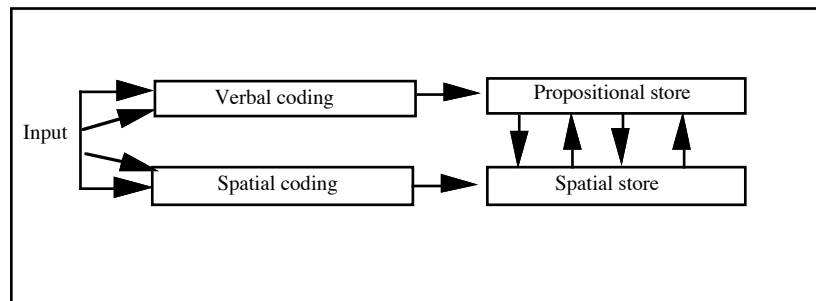 Verbal coding
Propositional store
Input
Spatial coding
Spatial store